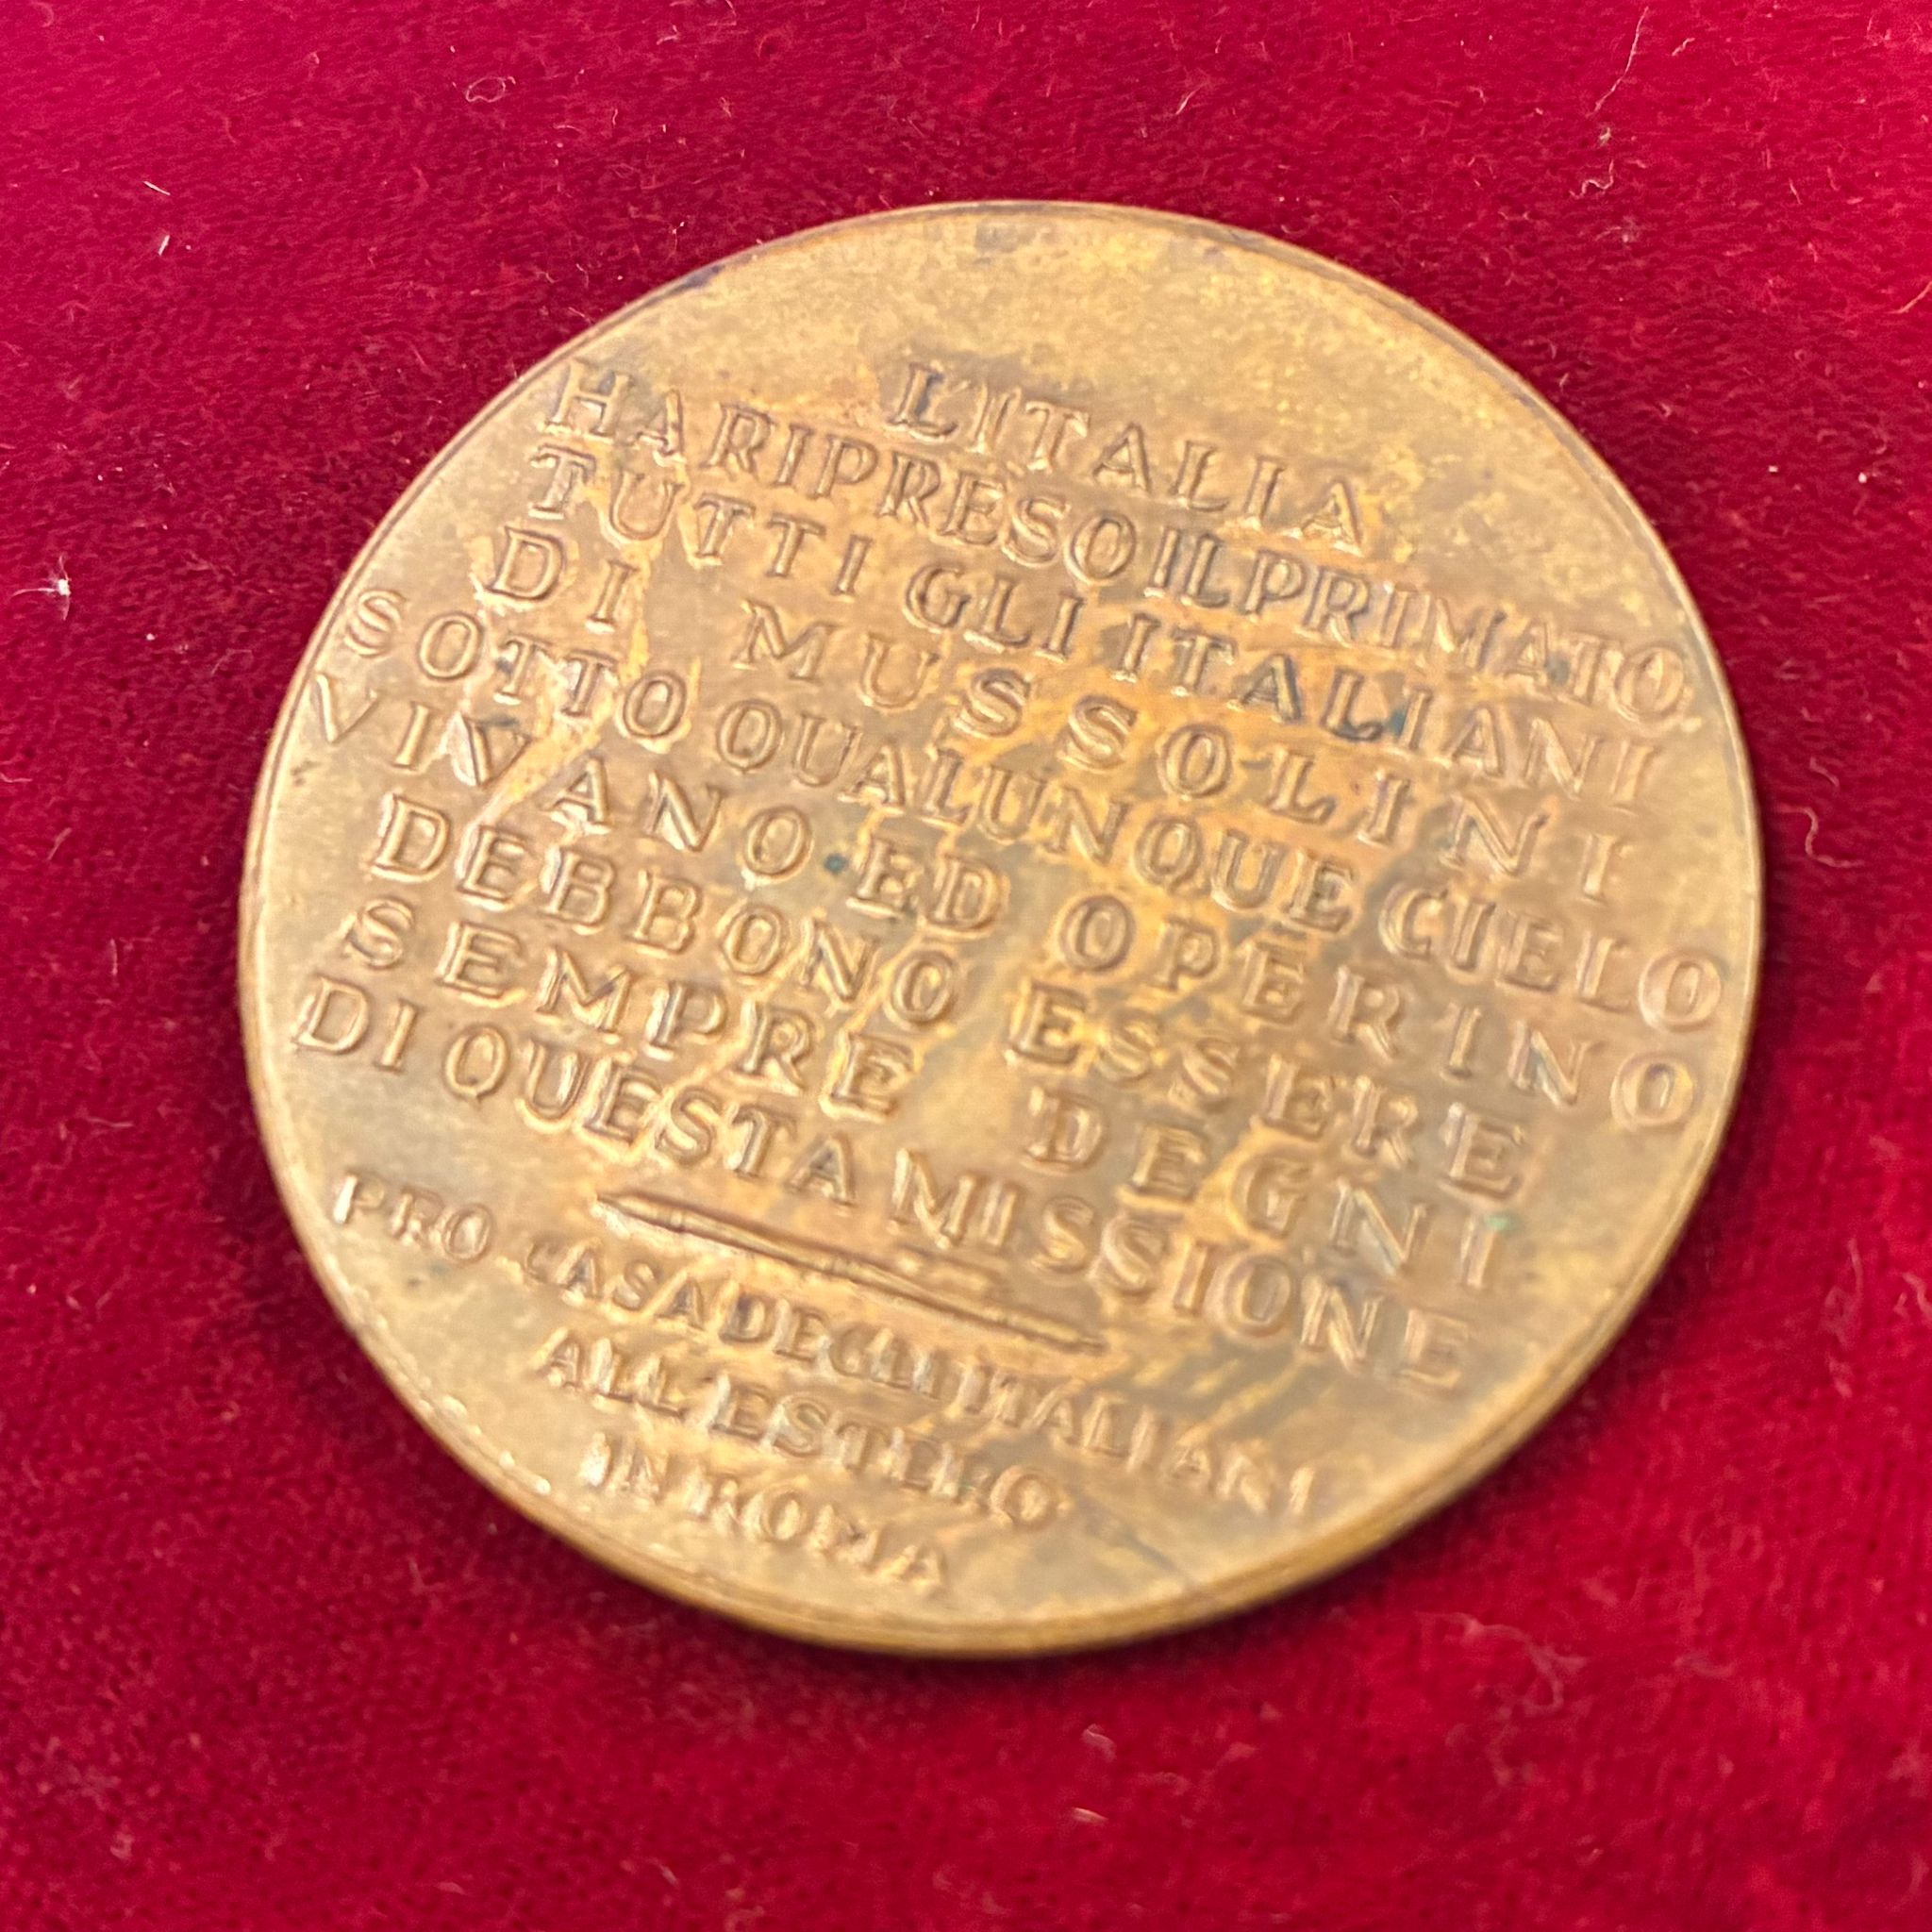 L'ITALIA
HA RIPRESO IL PRIMATO.
TUTTI GLI ITALIANI
DI MUSSOLINI
SOTTO QUALUNQUE CIELO
VIVANO ED OPERINO
DEBBONO ESSERE
SEMPRE DEGNI
DI QUESTA MISSIONE
PRO CASA DEGLI ITALIANI
ALL'ESTERO
IN ROMA